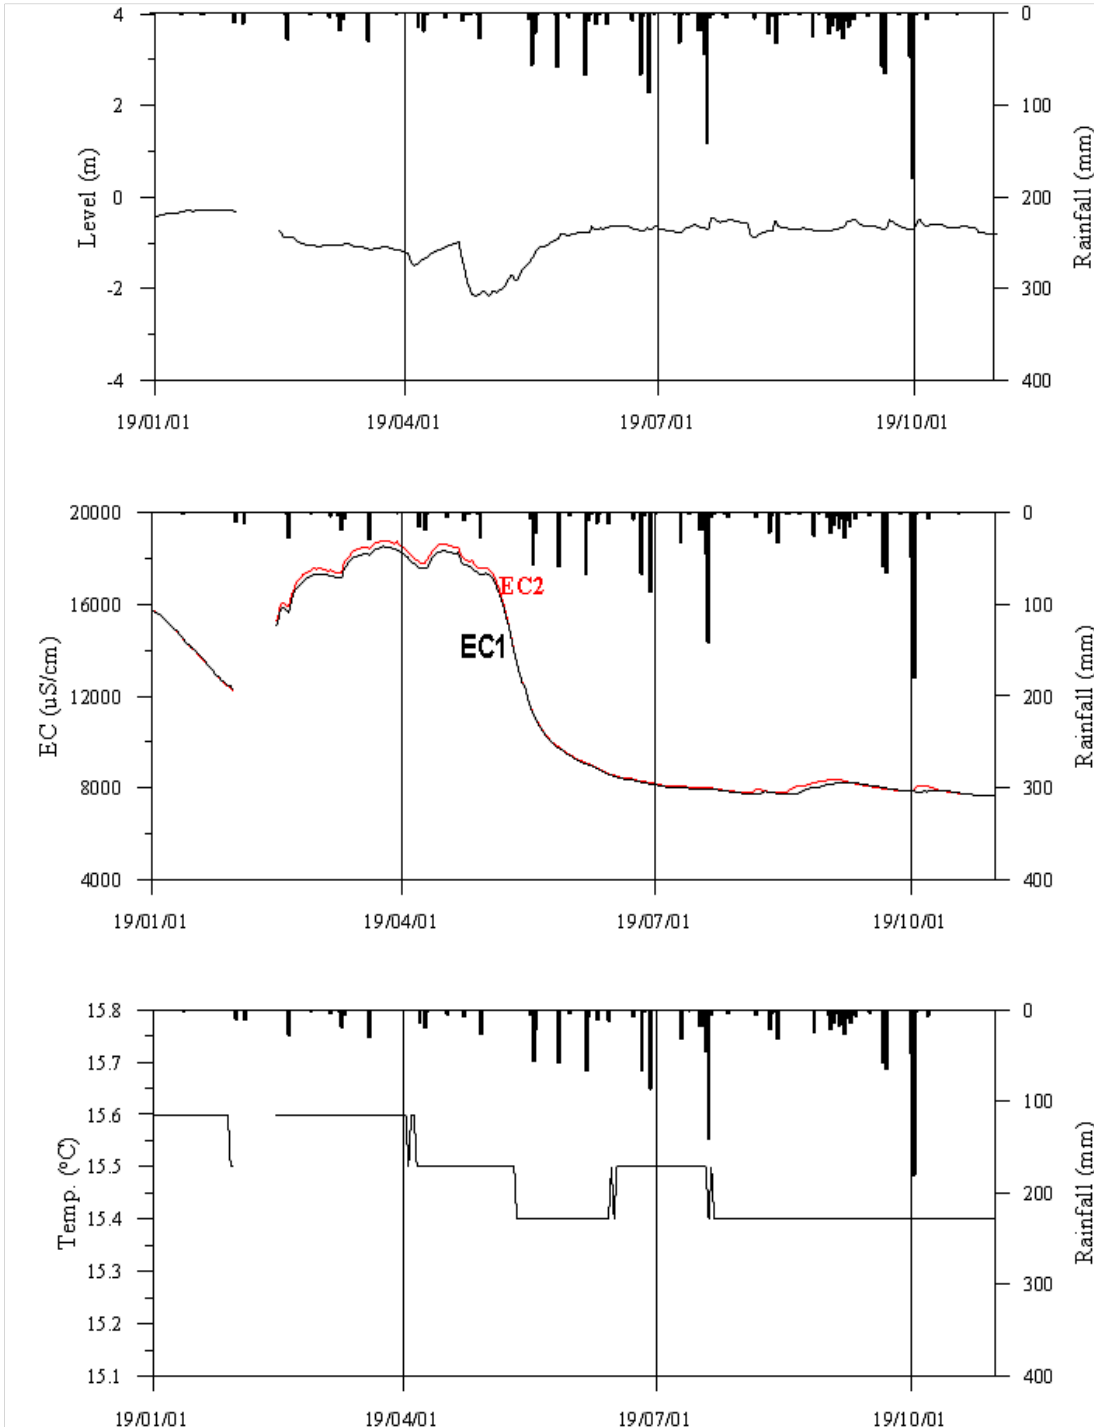 4 0
2 100
0 200
-2 300
-4 400
Level (m)
Rainfall (mm)
19/01/01 19/04/01 19/07/01 19/10/01
20000 0
16000 100
12000 200
8000 300
4000 400
EC (uS/cm)
EC2
EC1
Rainfall (mm)
19/01/01 19/04/01 19/07/01 19/10/01
15.8 0
15.7
15.6 100
15.5
15.4 200
15.3
15.2 300
15.1 400
Temp. (ºC)
Rainfall (mm)
19/01/01 19/04/01 19/07/01 19/10/01